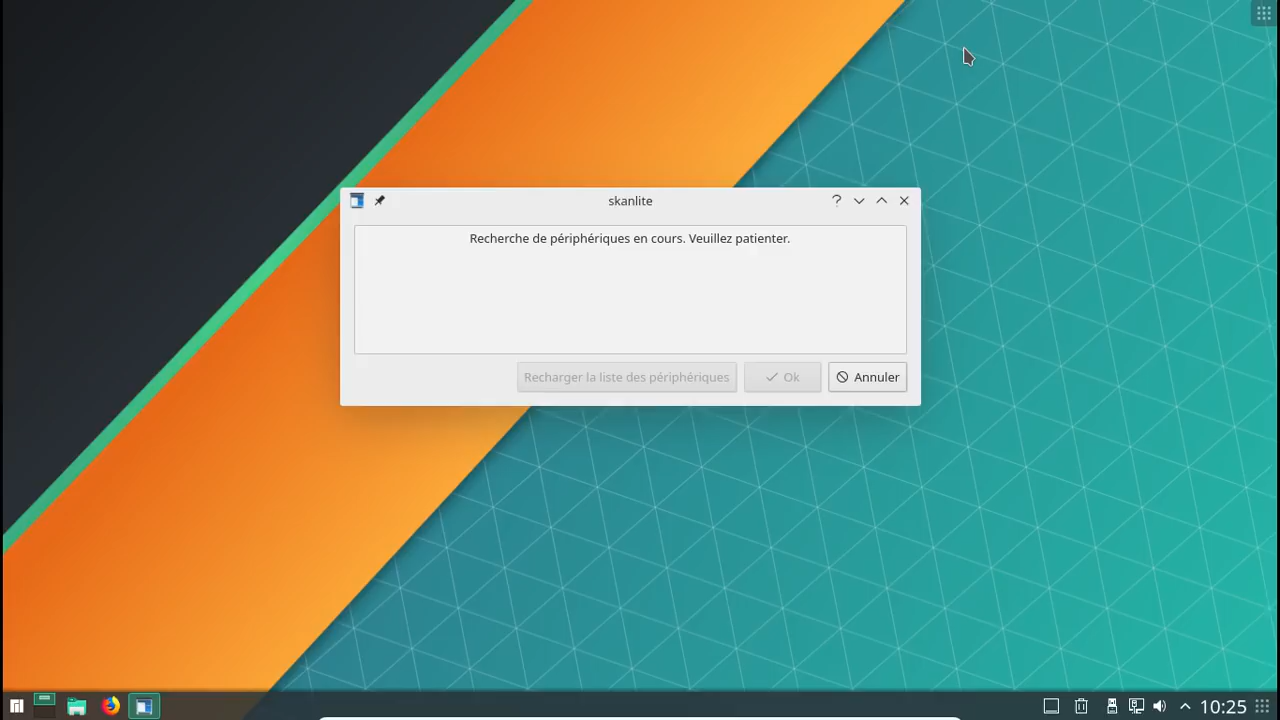 skanlite
Recherche de périphériques en cours. Veuillez patienter.
Recharger la liste des périphériques
Ok
Annuler
10:25